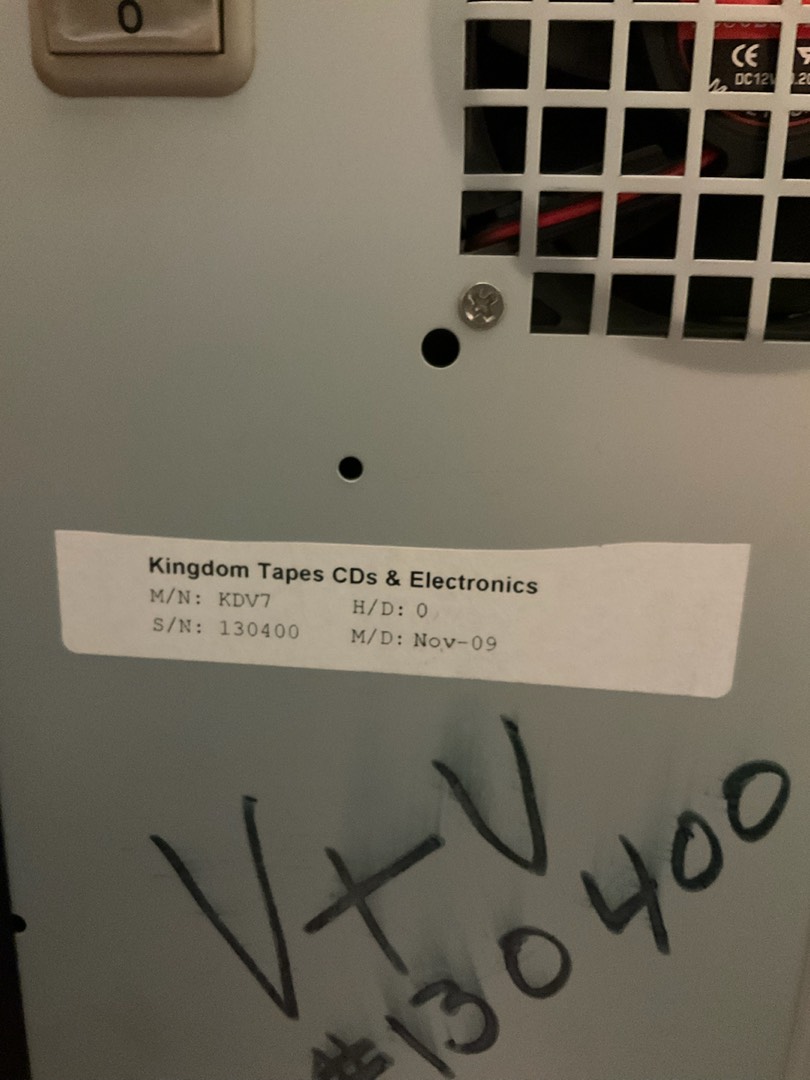 0
CE
DC12V
Kingdom Tapes CDs & Electronics
M/N: KDV7 H/D: 0
S/N: 130400 M/D: Nov-09
V+V
#130400